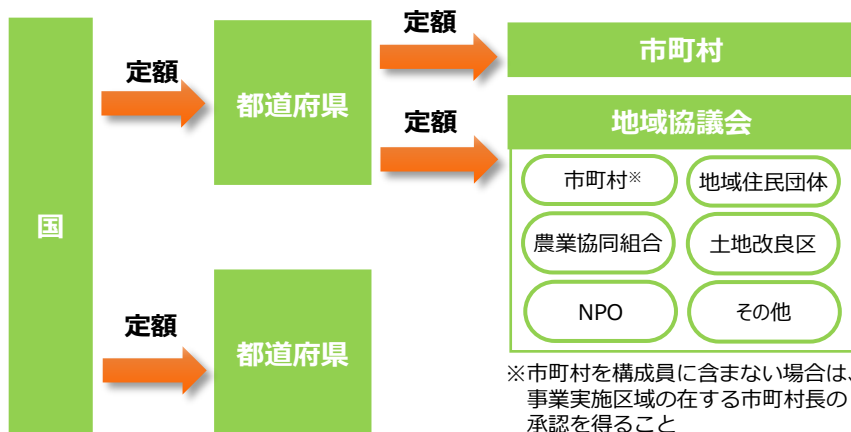 国
定額
都道府県
定額
市町村
定額
地域協議会
市町村※
地域住民団体
農業協同組合
土地改良区
NPO
その他
定額
都道府県
※市町村を構成員に含まない場合は、
事業実施区域の在する市町村長の
承認を得ること